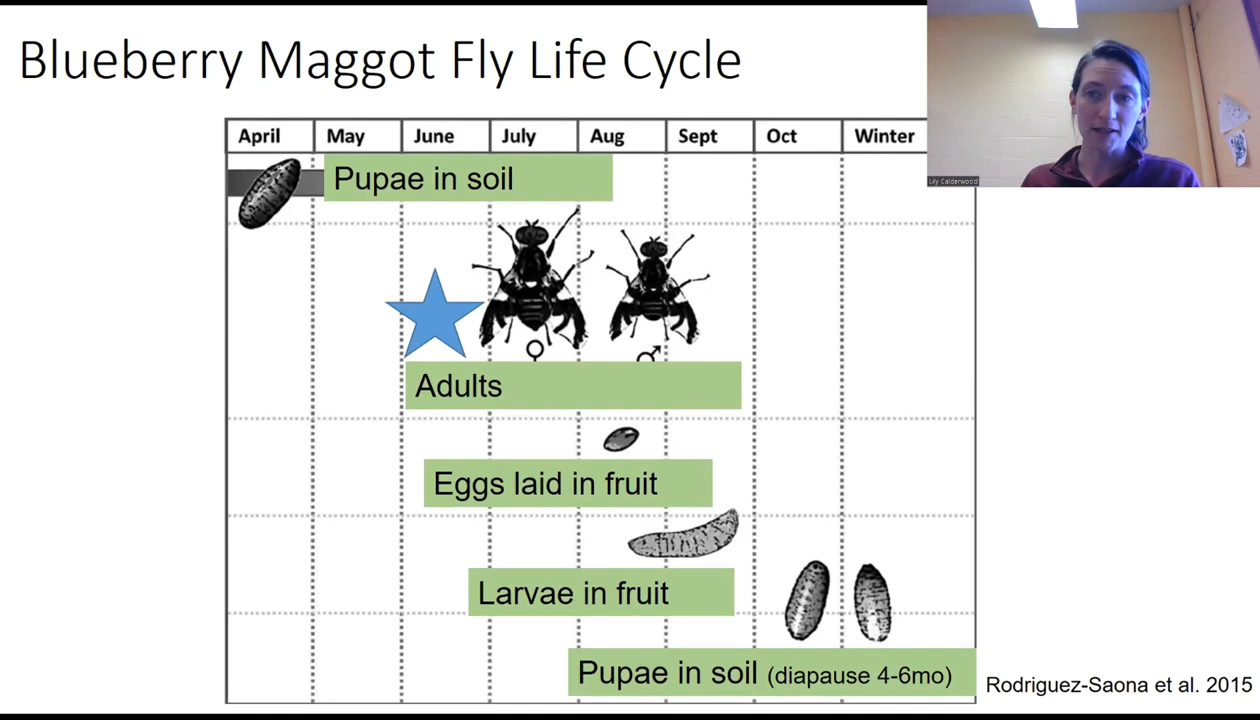 Blueberry Maggot Fly Life Cycle
April May June July Aug Sept Oct Winter
Lily Calderwood
Pupae in soil
♀ ♂
Adults
Eggs laid in fruit
Larvae in fruit
Pupae in soil (diapause 4-6mo)
Rodriguez-Saona et al. 2015